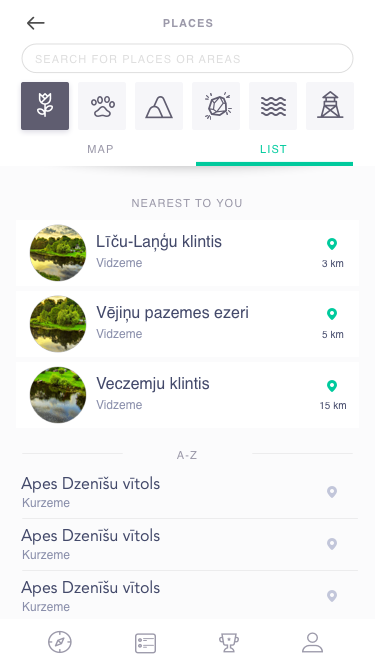 PLACES
SEARCH FOR PLACES OR AREAS
MAP
LIST
NEAREST TO YOU
Līču-Laņģu klintis
Vidzeme
3 km
Vējiņu pazemes ezeri
Vidzeme
5 km
Veczemju klintis
Vidzeme
15 km
A-Z
Apes Dzenīšu vītols
Kurzeme
Apes Dzenīšu vītols
Kurzeme
Apes Dzenīšu vītols
Kurzeme